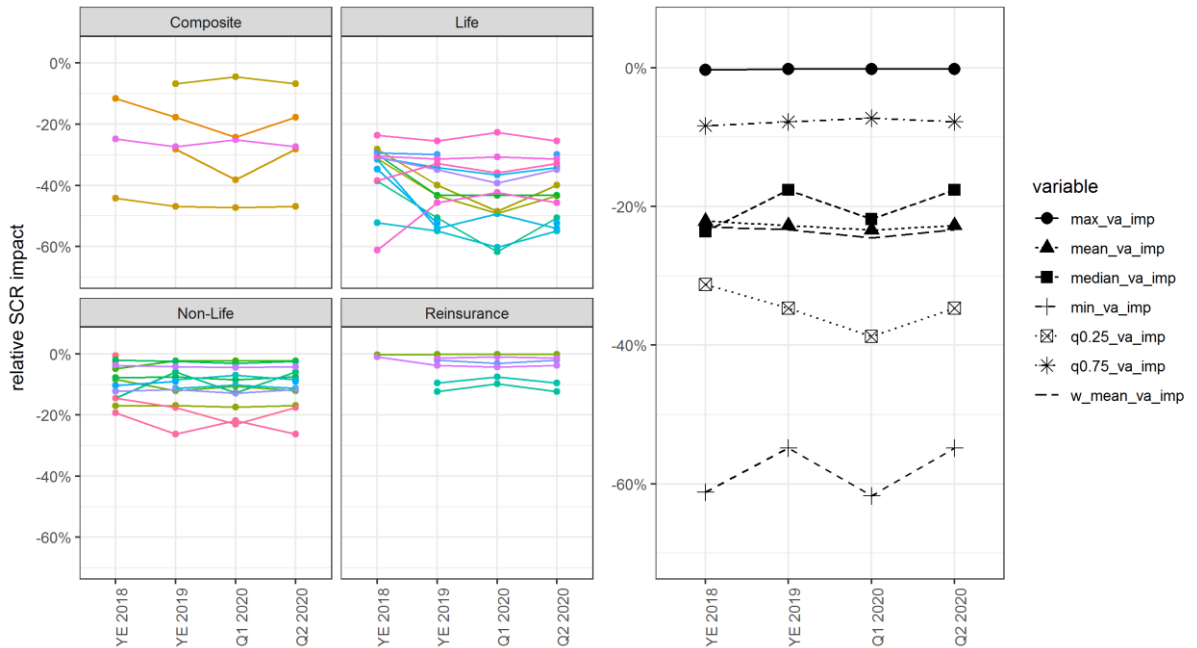 relative SCR impact
Composite
Life
0%
-20%
-40%
-60%
Non-Life
Reinsurance
0%
-20%
-40%
-60%
YE 2018
YE 2019
Q1 2020
Q2 2020
YE 2018
YE 2019
Q1 2020
Q2 2020
0%
-20%
-40%
-60%
YE 2018
YE 2019
Q1 2020
Q2 2020
variable
max_va_imp
mean_va_imp
median_va_imp
min_va_imp
q0.25_va_imp
q0.75_va_imp
w_mean_va_imp